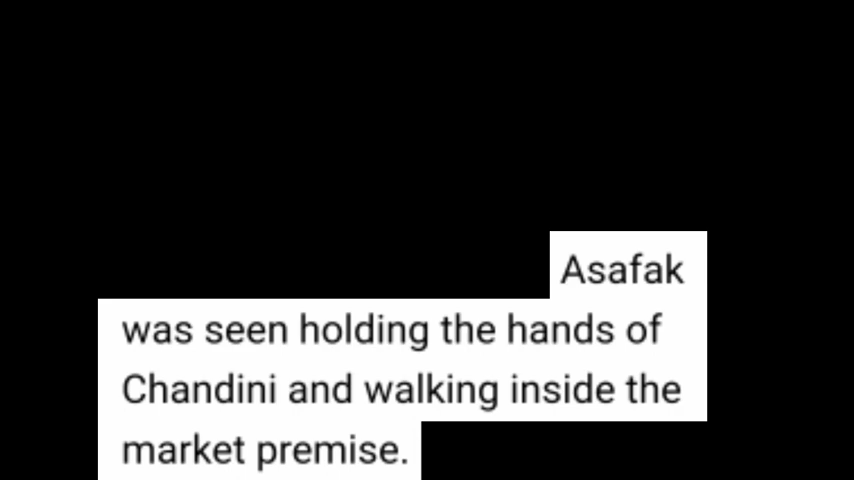 Asafak
was seen holding the hands of
Chandini and walking inside the
market premise.